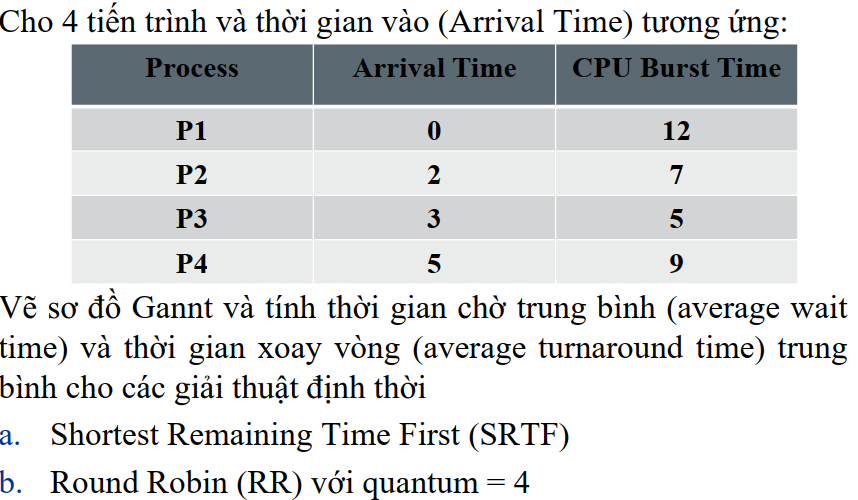 Cho 4 tiến trình và thời gian vào (Arrival Time) tương ứng:
Process Arrival Time CPU Burst Time
P1 0 12
P2 2 7
P3 3 5
P4 5 9
Vẽ sơ đồ Gannt và tính thời gian chờ trung bình (average wait
time) và thời gian xoay vòng (average turnaround time) trung
bình cho các giải thuật định thời
a. Shortest Remaining Time First (SRTF)
b. Round Robin (RR) với quantum = 4